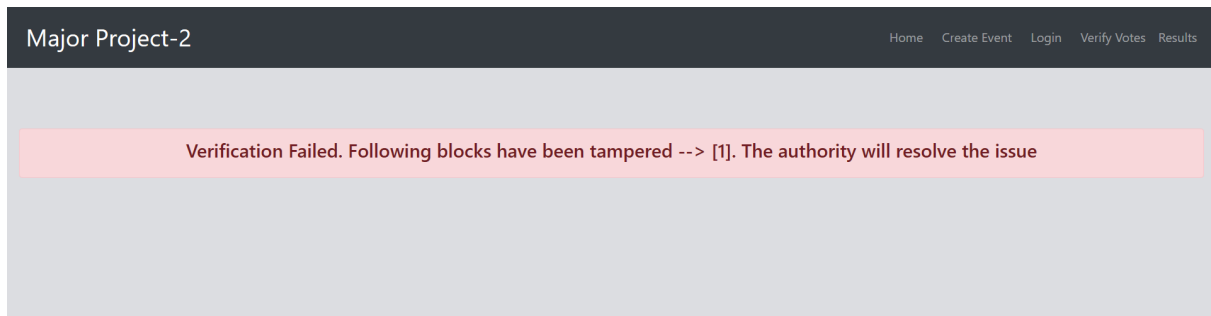 Major Project-2
Home Create Event Login Verify Votes Results
Verification Failed. Following blocks have been tampered --> [1]. The authority will resolve the issue